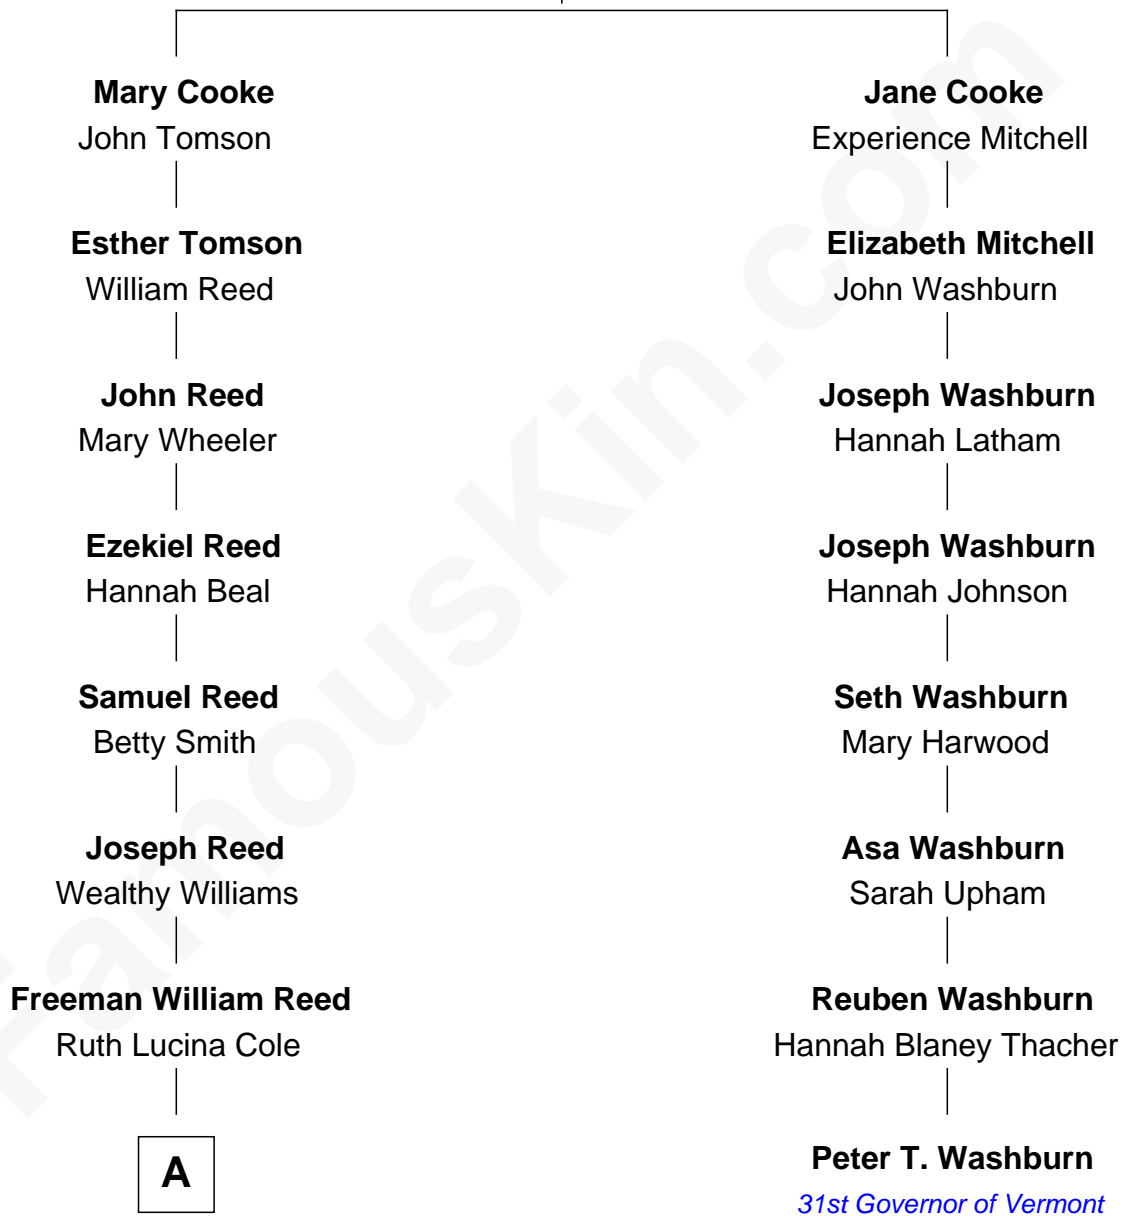 Mary Cooke
John Tomson
Jane Cooke
Experience Mitchell
Esther Tomson
William Reed
Elizabeth Mitchell
John Washburn
John Reed
Mary Wheeler
Joseph Washburn
Hannah Latham
Ezekiel Reed
Hannah Beal
Joseph Washburn
Hannah Johnson
Samuel Reed
Betty Smith
Seth Washburn
Mary Harwood
Joseph Reed
Wealthy Williams
Asa Washburn
Sarah Upham
Freeman William Reed
Ruth Lucina Cole
Reuben Washburn
Hannah Blaney Thacher
A
Peter T. Washburn
31st Governor of Vermont
FamousKin.com